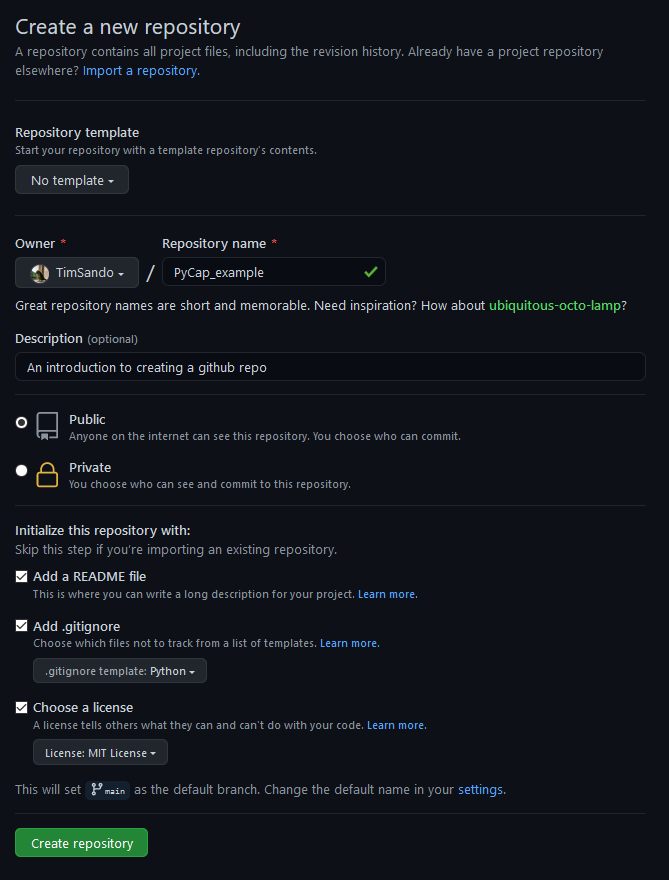 Create a new repository
A repository contains all project files, including the revision history. Already have a project repository
elsewhere? Import a repository.
Repository template
Start your repository with a template repository's contents.
No template
Owner *
Repository name *
TimSando / PyCap_example
Great repository names are short and memorable. Need inspiration? How about ubiquitous-octo-lamp?
Description (optional)
An introduction to creating a github repo
Public
Anyone on the internet can see this repository. You choose who can commit.
Private
You choose who can see and commit to this repository.
Initialize this repository with:
Skip this step if you're importing an existing repository.
Add a README file
This is where you can write a long description for your project. Learn more.
Add .gitignore
Choose which files not to track from a list of templates. Learn more.
.gitignore template: Python
Choose a license
A license tells others what they can and can't do with your code. Learn more.
License: MIT License
This will set main as the default branch. Change the default name in your settings.
Create repository